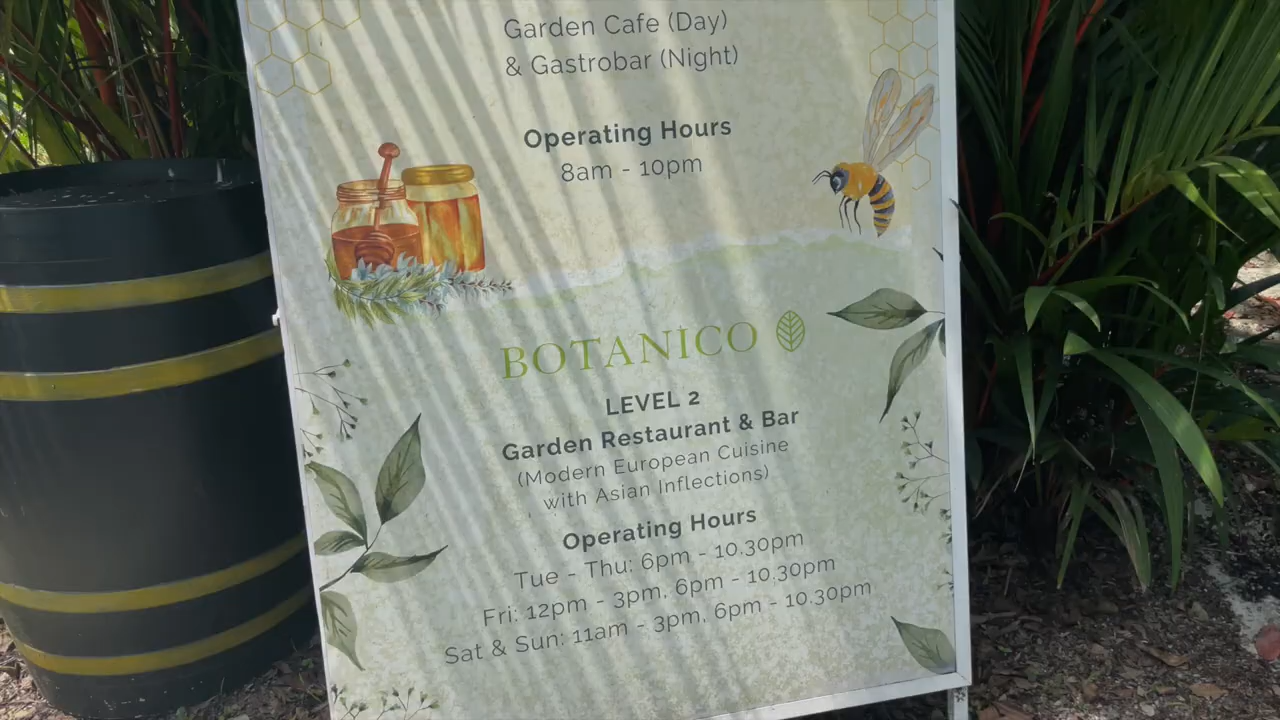 Garden Cafe (Day)
& Gastrobar (Night)
Operating Hours
8am - 10pm
BOTANICO
LEVEL 2
Garden Restaurant & Bar
(Modern European Cuisine
with Asian Inflections)
Operating Hours
Tue - Thu: 6pm - 10.30pm
Fri: 12pm - 3pm, 6pm - 10.30pm
Sat & Sun: 11am - 3pm, 6pm - 10.30pm